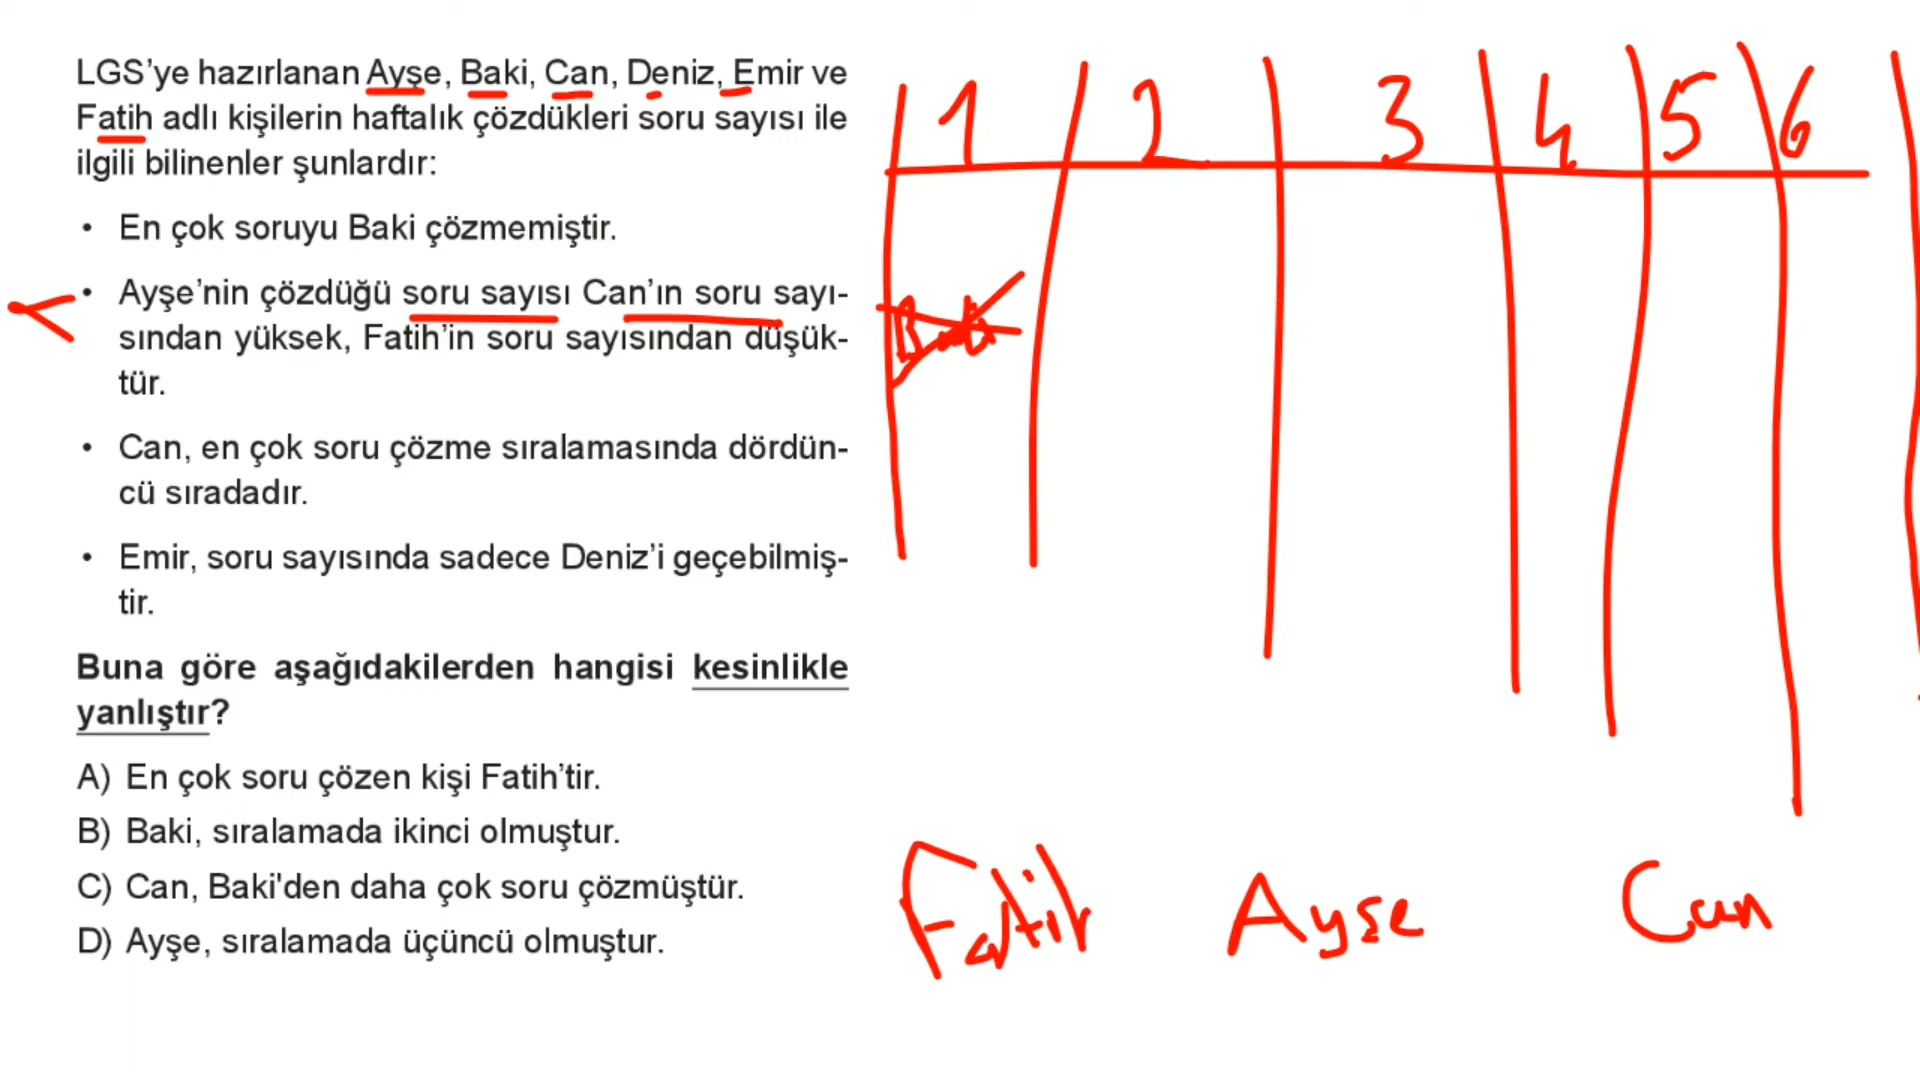 LGS'ye hazırlanan Ayşe, Baki, Can, Deniz, Emir ve
Fatih adlı kişilerin haftalık çözdükleri soru sayısı ile
ilgili bilinenler şunlardır:
• En çok soruyu Baki çözmemiştir.
• Ayşe'nin çözdüğü soru sayısı Can'ın soru sayı-
sından yüksek, Fatih'in soru sayısından düşük-
tür.
• Can, en çok soru çözme sıralamasında dördün-
cü sıradadır.
• Emir, soru sayısında sadece Deniz'i geçebilmiş-
tir.
Buna göre aşağıdakilerden hangisi kesinlikle
yanlıştır?
A) En çok soru çözen kişi Fatih'tir.
B) Baki, sıralamada ikinci olmuştur.
C) Can, Baki'den daha çok soru çözmüştür.
D) Ayşe, sıralamada üçüncü olmuştur.
1 2 3 4 5 6
Baki
Fatih Ayşe Can